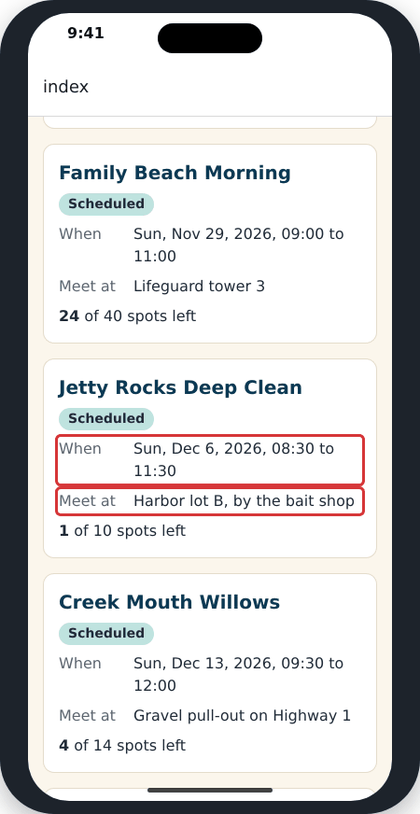 9:41
index
Family Beach Morning
Scheduled
When Sun, Nov 29, 2026, 09:00 to
11:00
Meet at Lifeguard tower 3
24 of 40 spots left
Jetty Rocks Deep Clean
Scheduled
When Sun, Dec 6, 2026, 08:30 to
11:30
Meet at Harbor lot B, by the bait shop
1 of 10 spots left
Creek Mouth Willows
Scheduled
When Sun, Dec 13, 2026, 09:30 to
12:00
Meet at Gravel pull-out on Highway 1
4 of 14 spots left